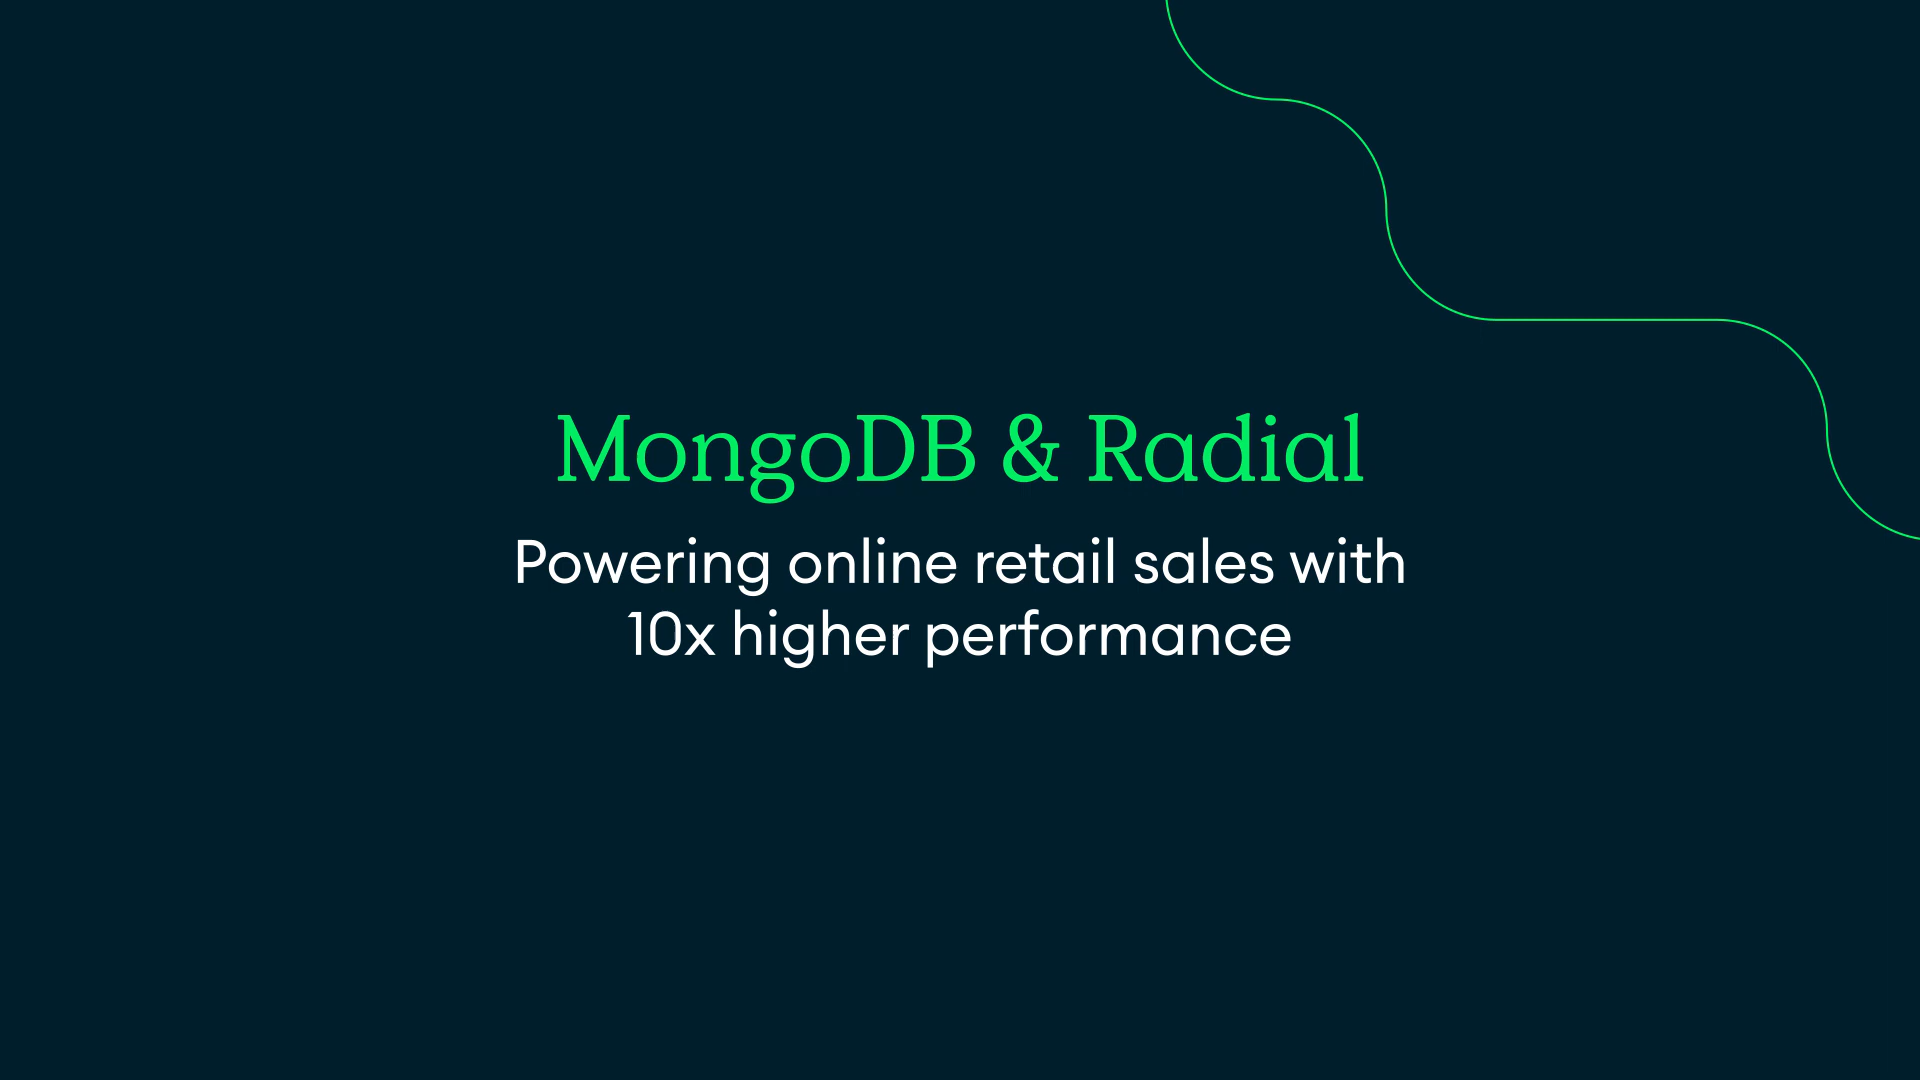 MongoDB & Radial
Powering online retail sales with
10x higher performance